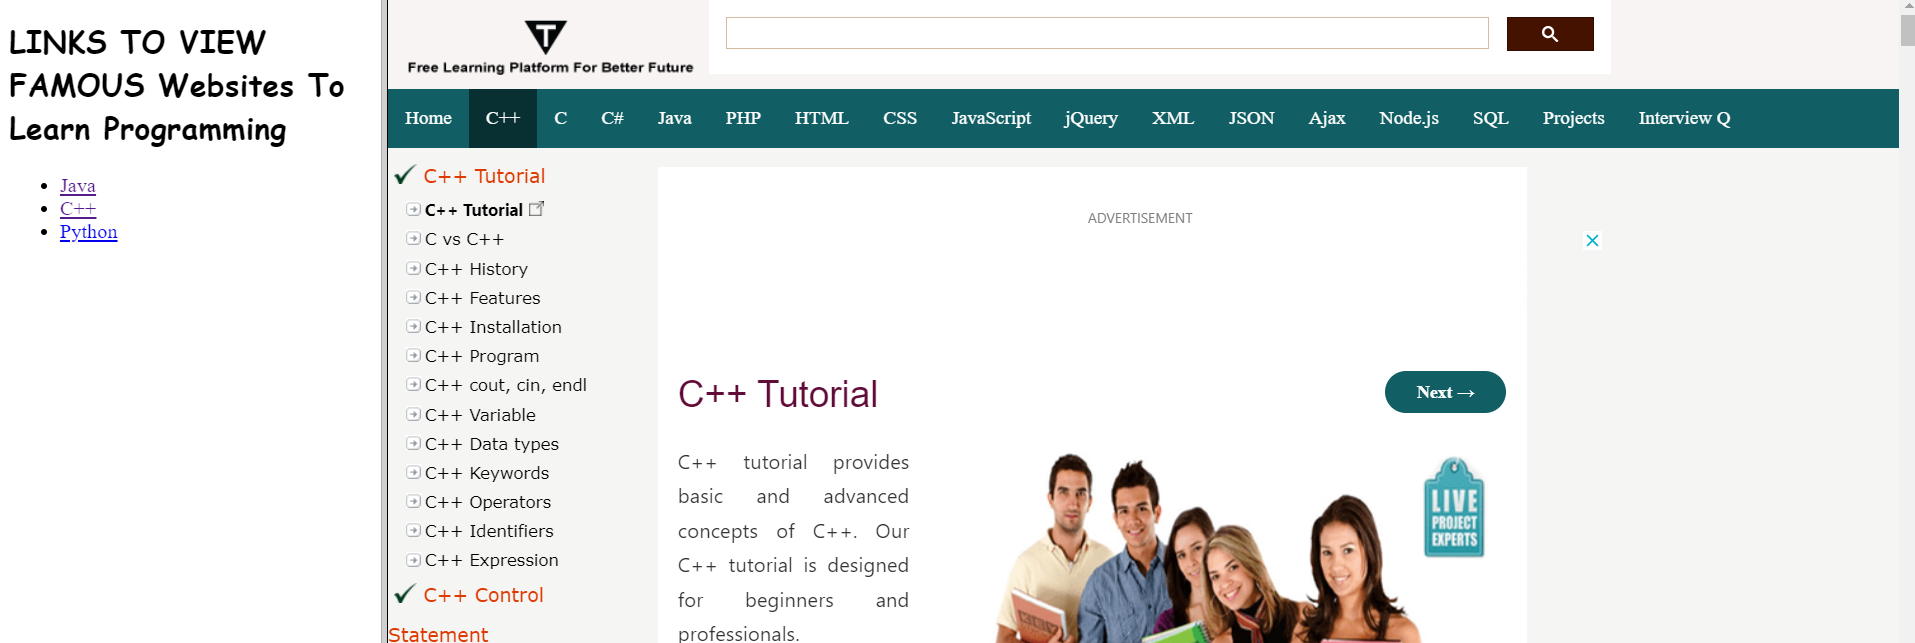 LINKS TO VIEW
FAMOUS Websites To
Learn Programming
Java
C++
Python
T
Free Learning Platform For Better Future
Home C++ C C# Java PHP HTML CSS JavaScript jQuery XML JSON Ajax Node.js SQL Projects Interview Q
C++ Tutorial
C++ Tutorial
C vs C++
C++ History
C++ Features
C++ Installation
C++ Program
C++ cout, cin, endl
C++ Variable
C++ Data types
C++ Keywords
C++ Operators
C++ Identifiers
C++ Expression
C++ Control
Statement
ADVERTISEMENT
C++ Tutorial
Next →
C++ tutorial provides
basic and advanced
concepts of C++. Our
C++ tutorial is designed
for beginners and
professionals.
LIVE
PROJECT
EXPERTS